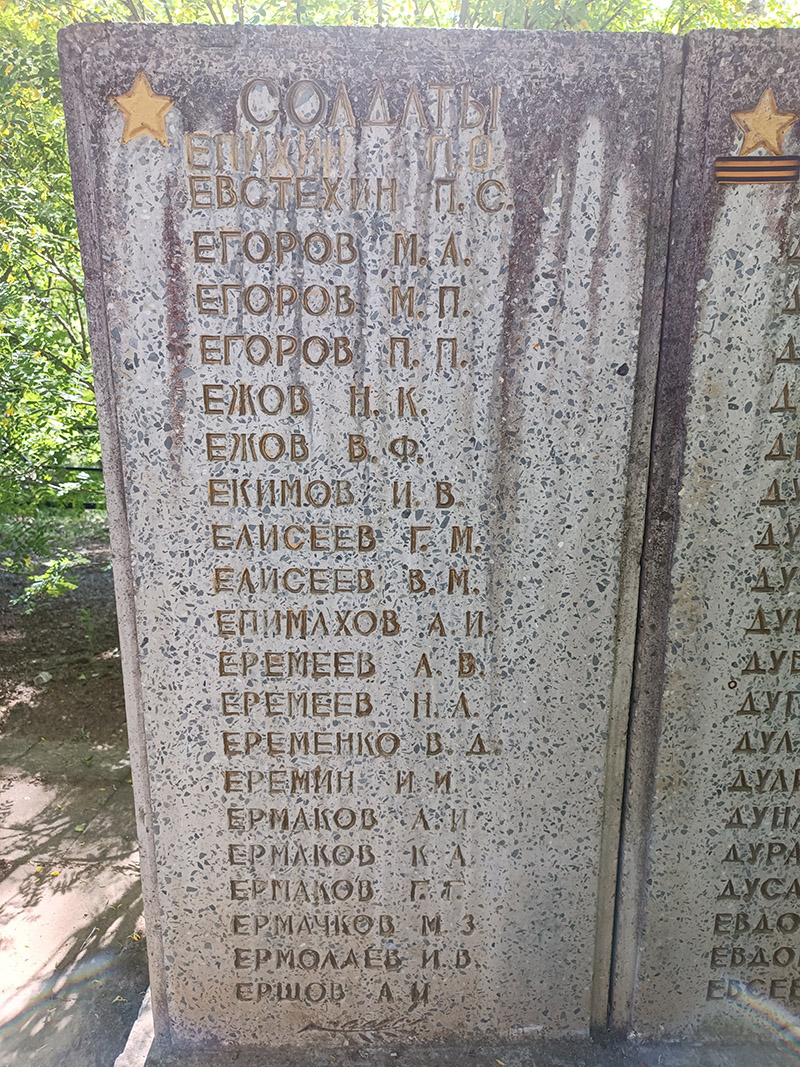 СОЛДАТЫ
ЕПИХИН П.О.
ЕВСТЕХИН П.С.
ЕГОРОВ М.А.
ЕГОРОВ М.П.
ЕГОРОВ П.П.
ЕЖОВ Н.К.
ЕЖОВ В.Ф.
ЕКИМОВ И.В.
ЕЛИСЕЕВ Г.М.
ЕЛИСЕЕВ В.М.
ЕПИМАХОВ А.И.
ЕРЕМЕЕВ А.В.
ЕРЕМЕЕВ Н.А.
ЕРЕМЕНКО В.Д.
ЕРЕМИН И.И.
ЕРМАКОВ А.И.
ЕРМАКОВ К.А.
ЕРМАКОВ Г.Г.
ЕРМАЧКОВ М.З.
ЕРМОЛАЕВ И.В.
ЕРШОВ А.И.